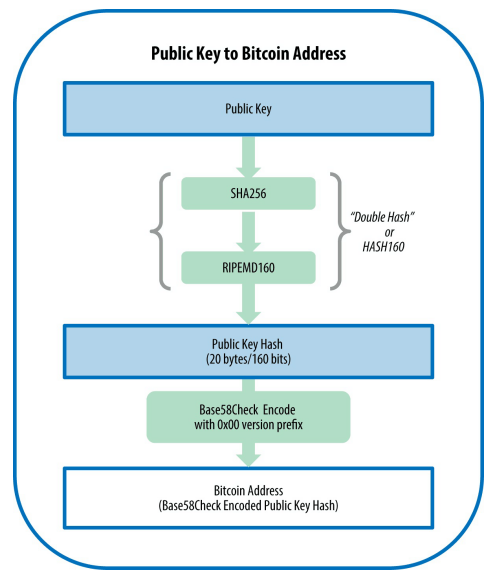 Public Key to Bitcoin Address
Public Key
SHA256
"Double Hash"
or
HASH160
RIPEMD160
Public Key Hash
(20 bytes/160 bits)
Base58Check Encode
with 0x00 version prefix
Bitcoin Address
(Base58Check Encoded Public Key Hash)